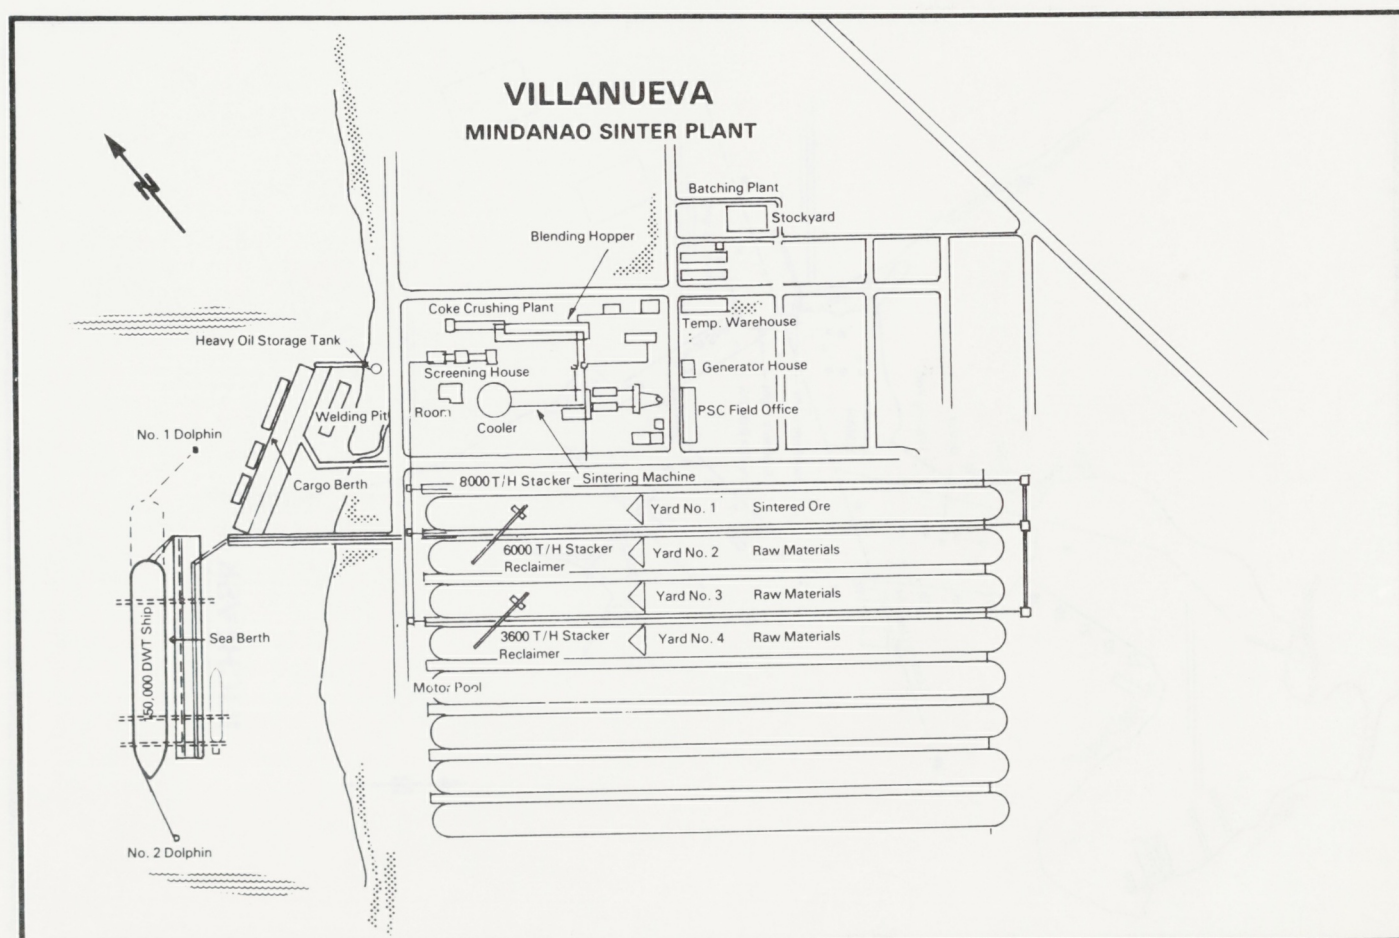 VILLANUEVA
MINDANAO SINTER PLANT
N
Batching Plant
Stockyard
Blending Hopper
Coke Crushing Plant
Temp. Warehouse
Heavy Oil Storage Tank
Screening House
Generator House
Welding Pit
Room
PSC Field Office
Cooler
No. 1 Dolphin
Cargo Berth
8000 T/H Stacker
Sintering Machine
Yard No. 1 Sintered Ore
6000 T/H Stacker
Reclaimer
Yard No. 2 Raw Materials
Yard No. 3 Raw Materials
3600 T/H Stacker
Reclaimer
Yard No. 4 Raw Materials
Sea Berth
50,000 DWT Ship
Motor Pool
No. 2 Dolphin